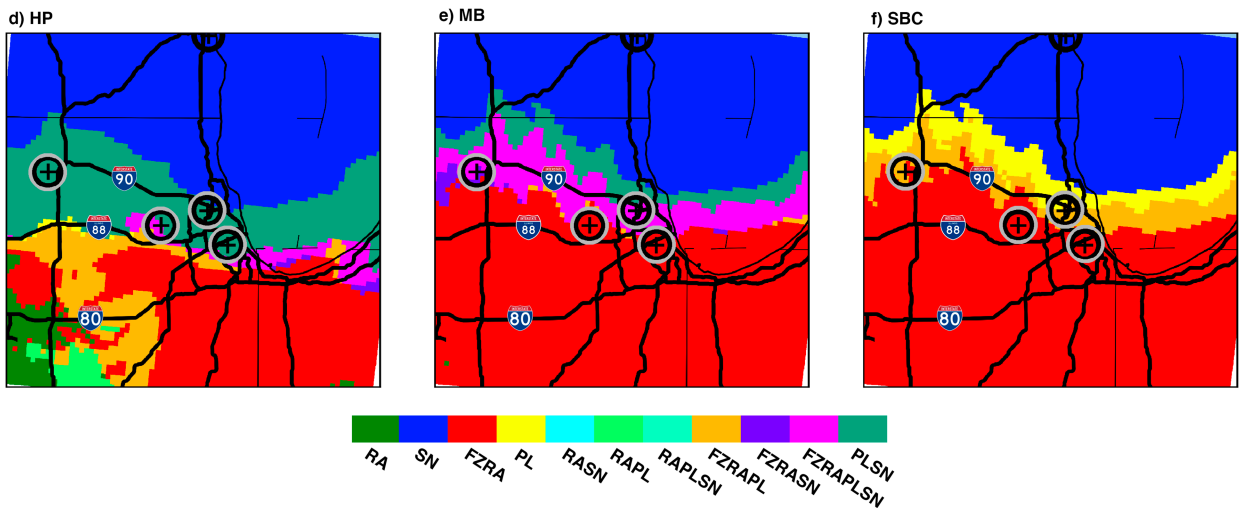 d) HP
e) MB
f) SBC
90
90
90
88
88
88
80
80
80
RA
SN
FZRA
PL
RASN
RAPL
RAPLSN
FZRAPL
FZRASN
FZRAPLSN
PLSN